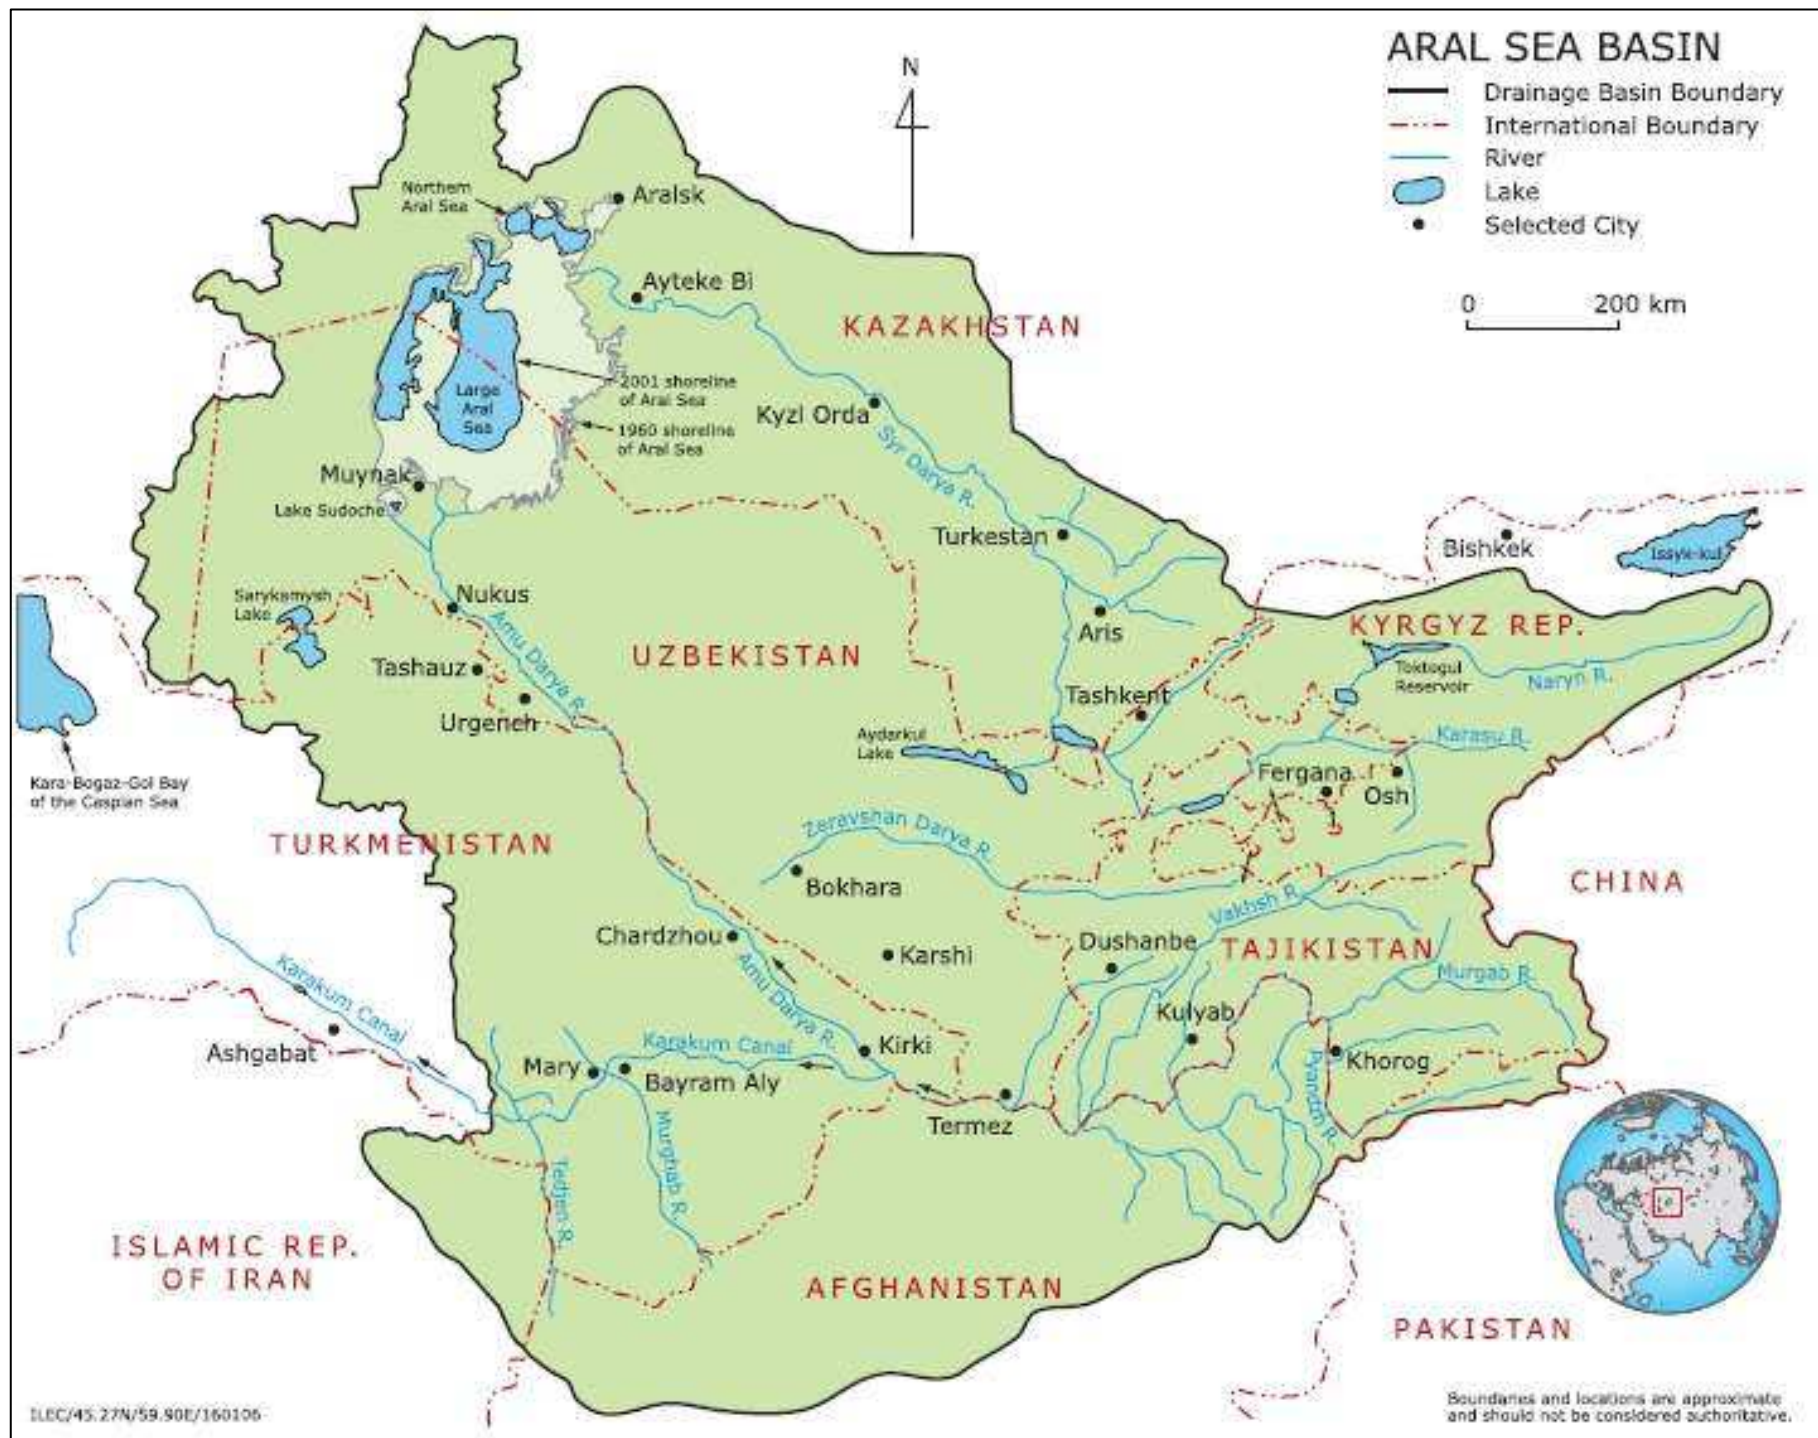 ARAL SEA BASIN
Drainage Basin Boundary
International Boundary
River
Lake
Selected City
0 200 km
N
Northern
Aral Sea
Aralsk
Ayteke Bi
KAZAKHSTAN
2001 shoreline
of Aral Sea
Large
Aral
Sea
1960 shoreline
of Aral Sea
Kyzl Orda
Syr Darya R.
Muynak
Lake Sudoche
Turkestan
Bishkek
Issyk-kul
Sarykamysh
Lake
Nukus
Amu Darya R.
Aris
KYRGYZ REP.
UZBEKISTAN
Tashauz
Toktogul
Reservoir
Naryn R.
Tashkent
Urgench
Aydarkul
Lake
Karasu R.
Fergana
Osh
Kara-Bogaz-Gol Bay
of the Caspian Sea
Zeravshan Darya R.
TURKMENISTAN
Bokhara
CHINA
Vakhsh R.
Chardzhou
Karshi
Dushanbe
TAJIKISTAN
Karakum Canal
Amu Darya R.
Murgab R.
Kulyab
Ashgabat
Karakum Canal
Kirki
Khorog
Mary
Bayram Aly
Pyandzh R.
Termez
Murghab R.
Tedjen R.
ISLAMIC REP.
OF IRAN
AFGHANISTAN
PAKISTAN
ILEC/45.27N/59.90E/160106
Boundaries and locations are approximate
and should not be considered authoritative.